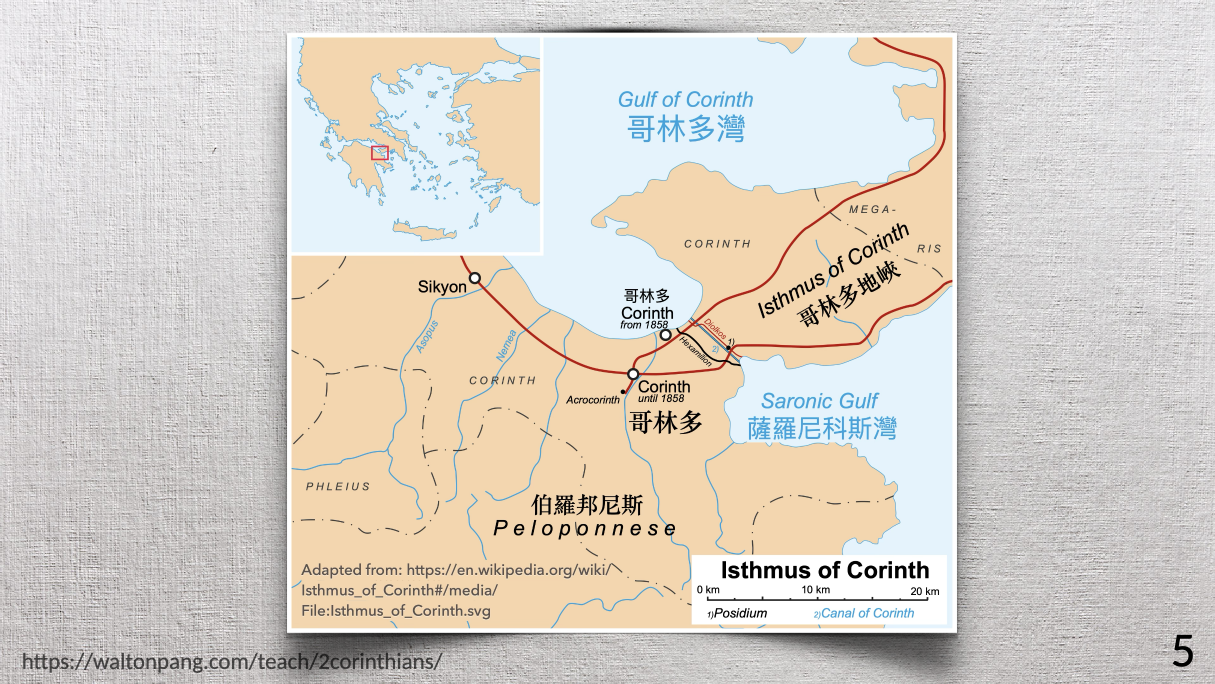 Gulf of Corinth
哥林多灣
MEGA-
RIS
CORINTH
Isthmus of Corinth
哥林多地峽
Sikyon
哥林多
Corinth
from 1858
Diolkos
1)
2)
Hexamilion
Asopus
Nemea
CORINTH
Acrocorinth
Corinth
until 1858
哥林多
Saronic Gulf
薩羅尼科斯灣
PHLEIUS
伯羅邦尼斯
Peloponnese
Adapted from: https://en.wikipedia.org/wiki/
Isthmus_of_Corinth#/media/
File:Isthmus_of_Corinth.svg
Isthmus of Corinth
0 km 10 km 20 km
1)Posidium 2)Canal of Corinth
https://waltonpang.com/teach/2corinthians/
5